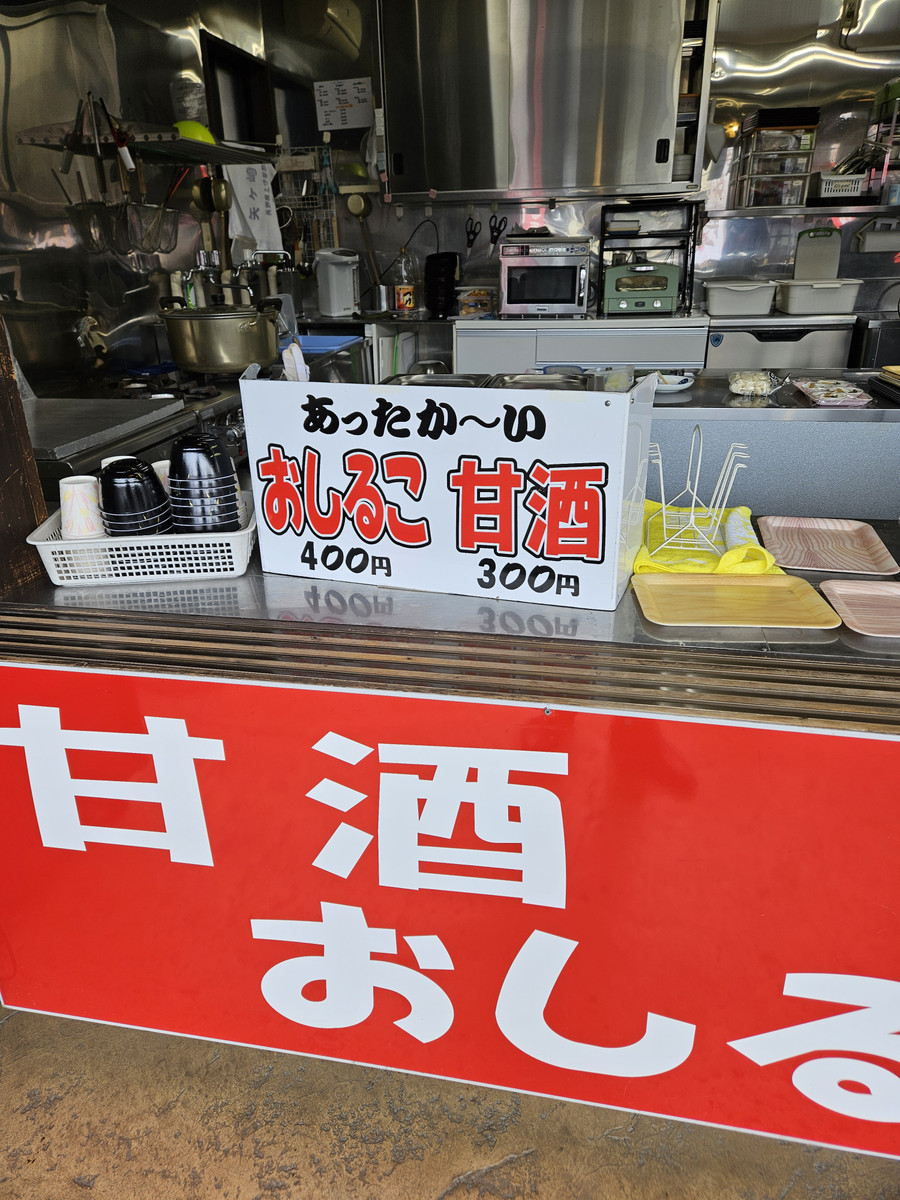 あったか～い
おしるこ 甘酒
400円 300円
甘酒
おしる